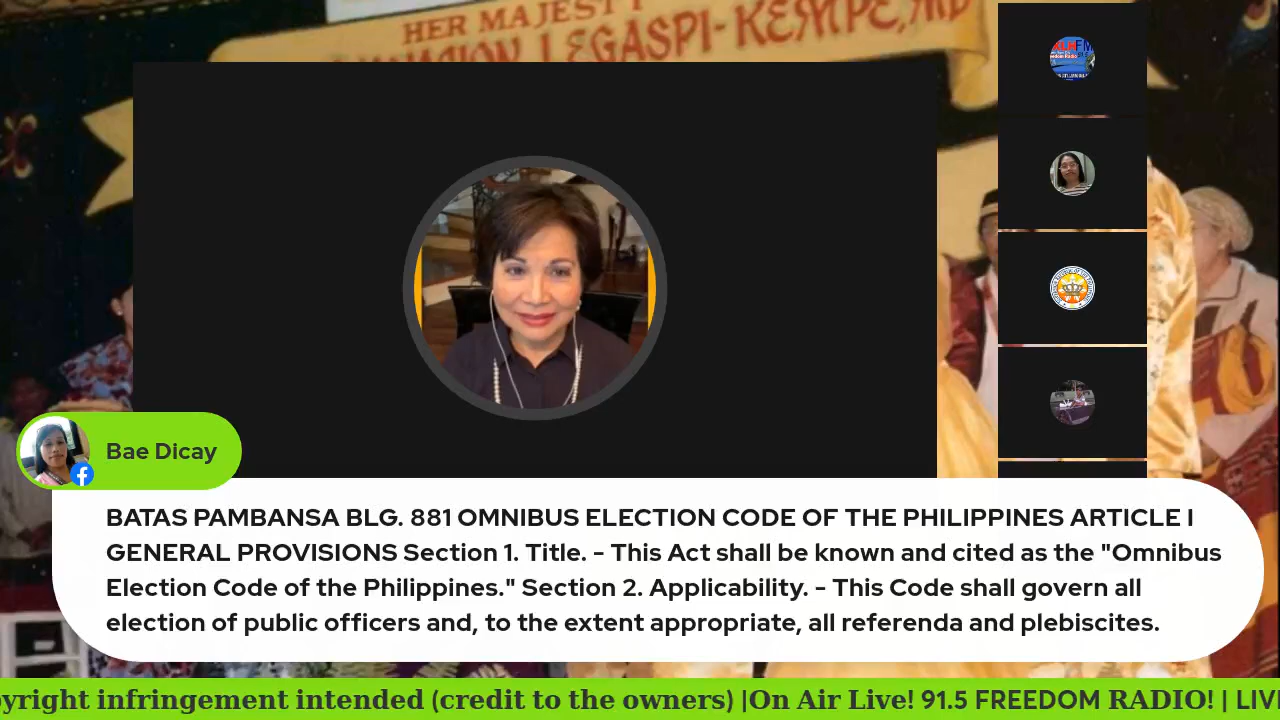 HER MAJESTY
LEGASPI-KEMPE, MD
Bae Dicay
BATAS PAMBANSA BLG. 881 OMNIBUS ELECTION CODE OF THE PHILIPPINES ARTICLE I
GENERAL PROVISIONS Section 1. Title. - This Act shall be known and cited as the "Omnibus
Election Code of the Philippines." Section 2. Applicability. - This Code shall govern all
election of public officers and, to the extent appropriate, all referenda and plebiscites.
infringement intended (credit to the owners) |On Air Live! 91.5 FREEDOM RADIO! |